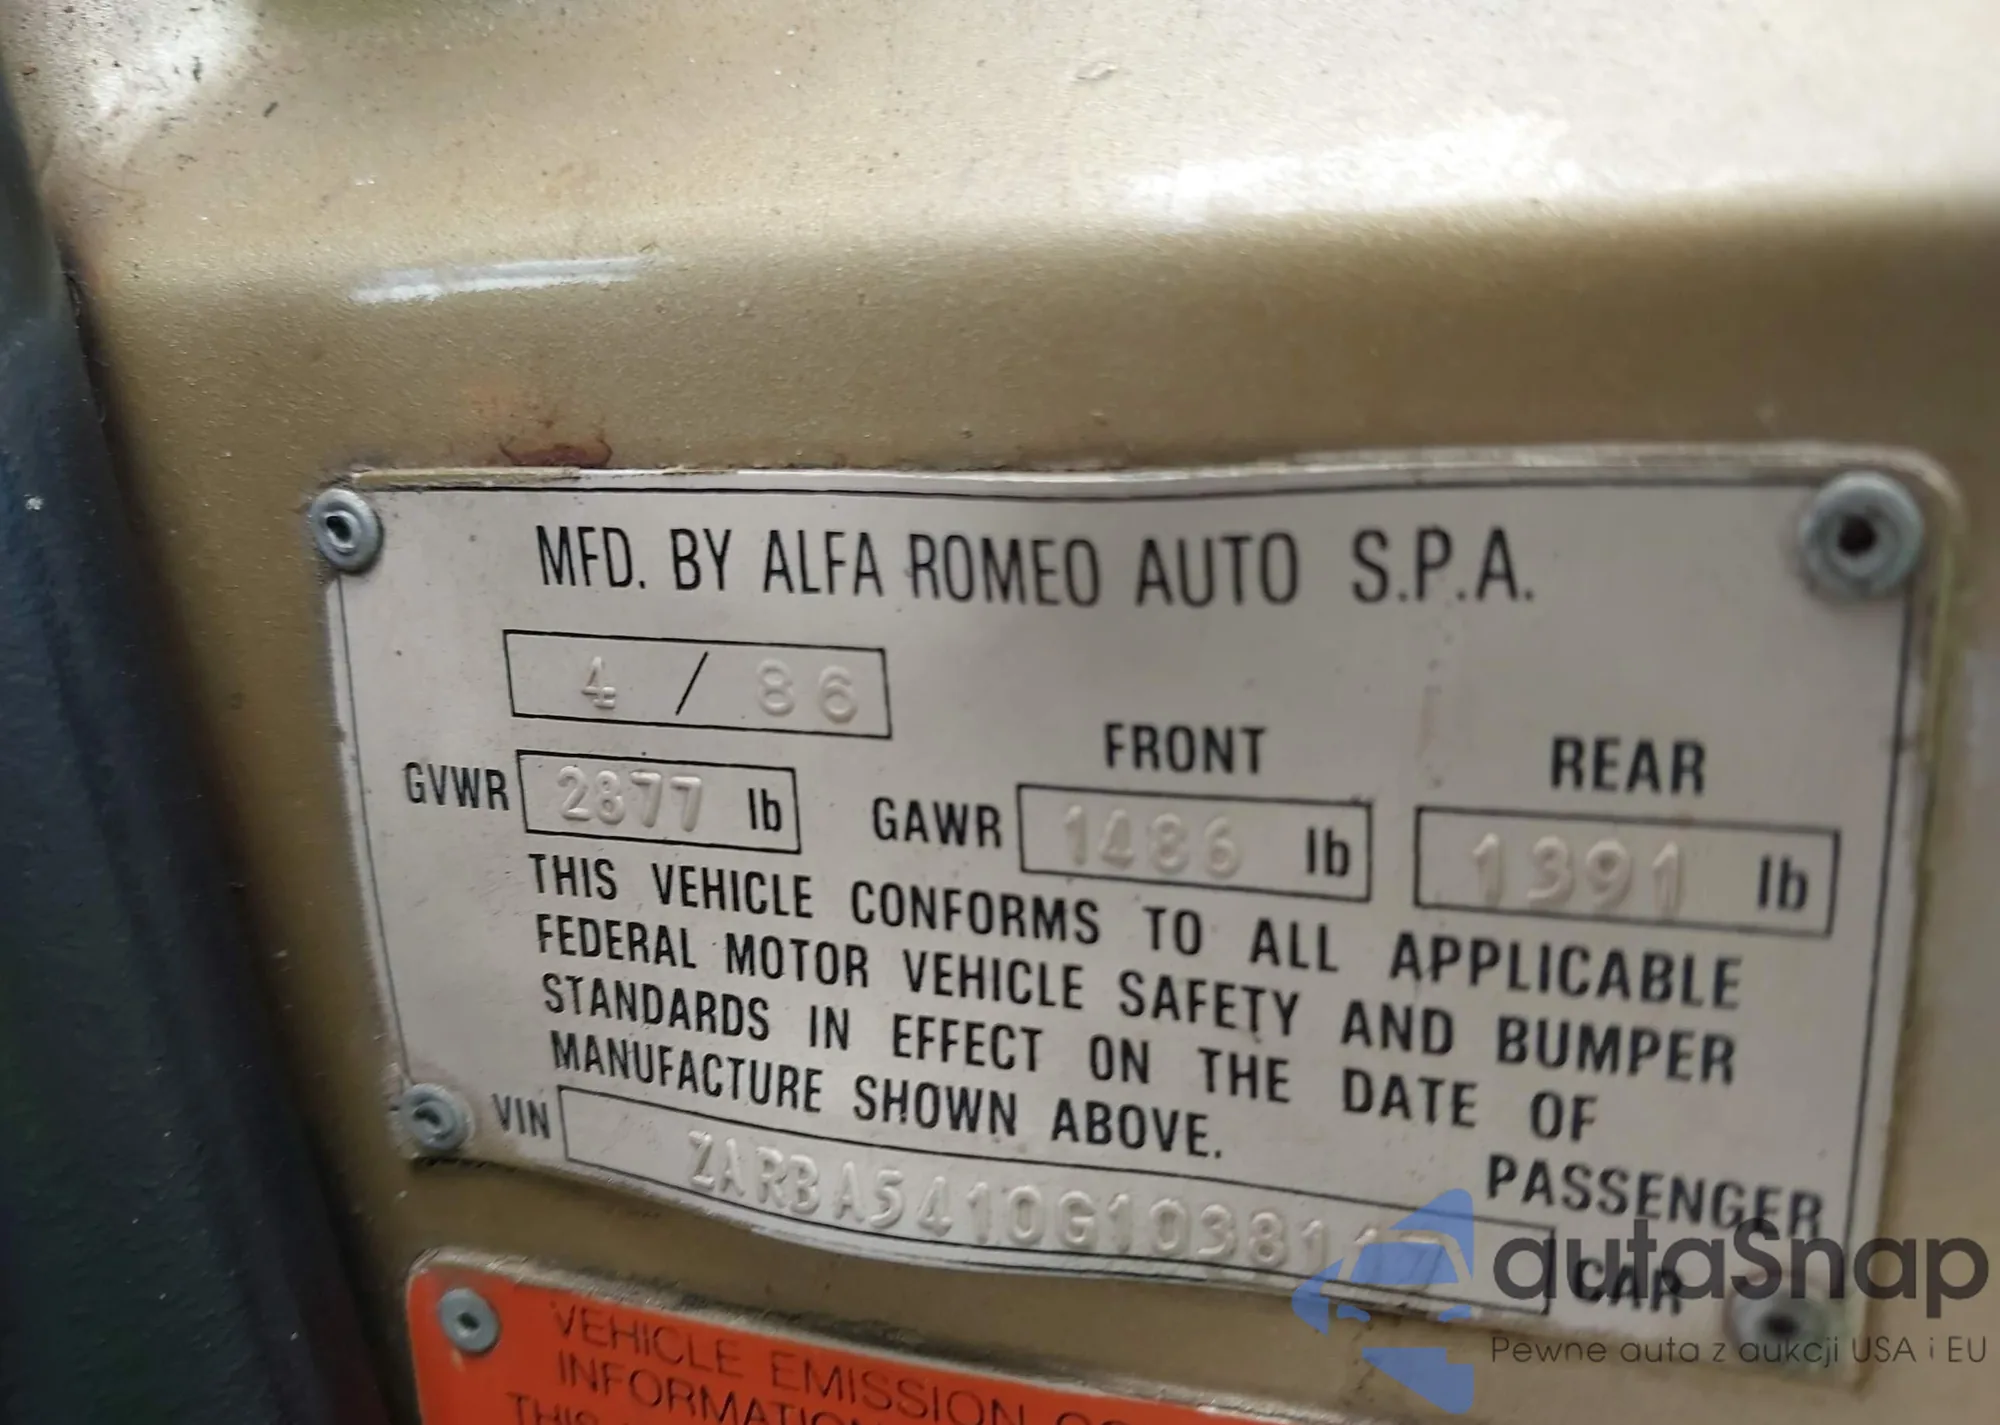 MFD. BY ALFA ROMEO AUTO S.P.A.
4 / 86
FRONT REAR
GVWR 2877 lb GAWR 1486 lb 1391 lb
THIS VEHICLE CONFORMS TO ALL APPLICABLE
FEDERAL MOTOR VEHICLE SAFETY AND BUMPER
STANDARDS IN EFFECT ON THE DATE OF
MANUFACTURE SHOWN ABOVE.
PASSENGER
VIN CAR
VEHICLE EMISSION
autaSnap
Pewne auta z aukcji USA i EU